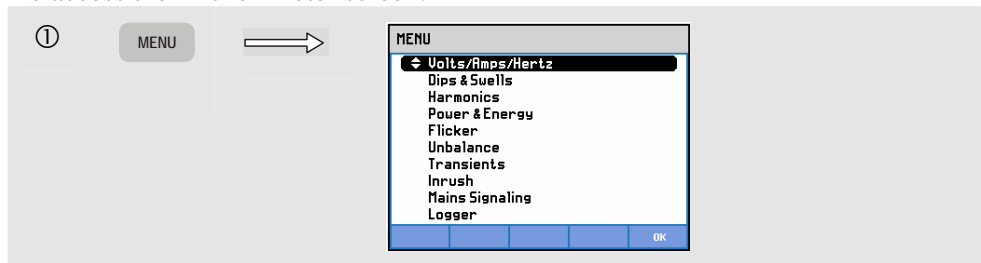 ①
MENU
MENU
Volts/Amps/Hertz
Dips & Swells
Harmonics
Power & Energy
Flicker
Unbalance
Transients
Inrush
Mains Signaling
Logger
OK